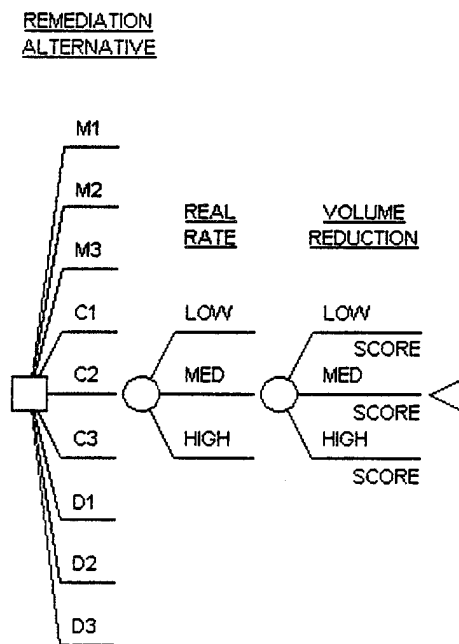 REMEDIATION
ALTERNATIVE
M1
M2
M3
C1
C2
C3
D1
D2
D3
REAL
RATE
LOW
MED
HIGH
VOLUME
REDUCTION
LOW
SCORE
MED
SCORE
HIGH
SCORE